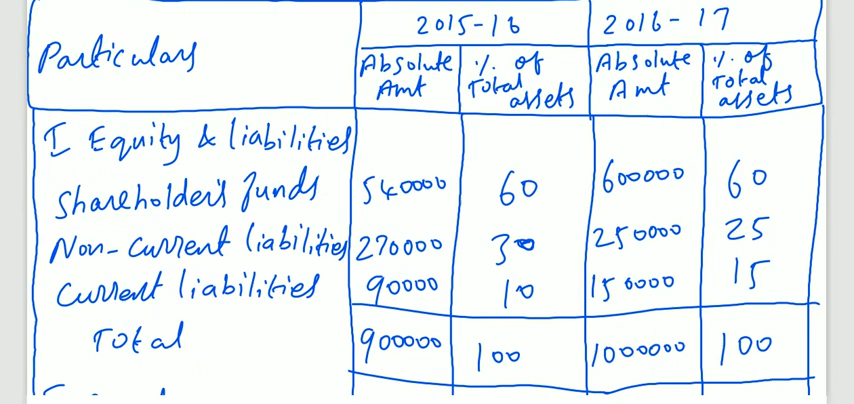 Particulars 2015-16 2016-17
Absolute Amt % of Total assets Absolute Amt % of Total assets
I Equity & liabilities
Shareholder's funds 540000 60 600000 60
Non-current liabilities 270000 30 250000 25
Current liabilities 90000 10 150000 15
Total 900000 100 1000000 100